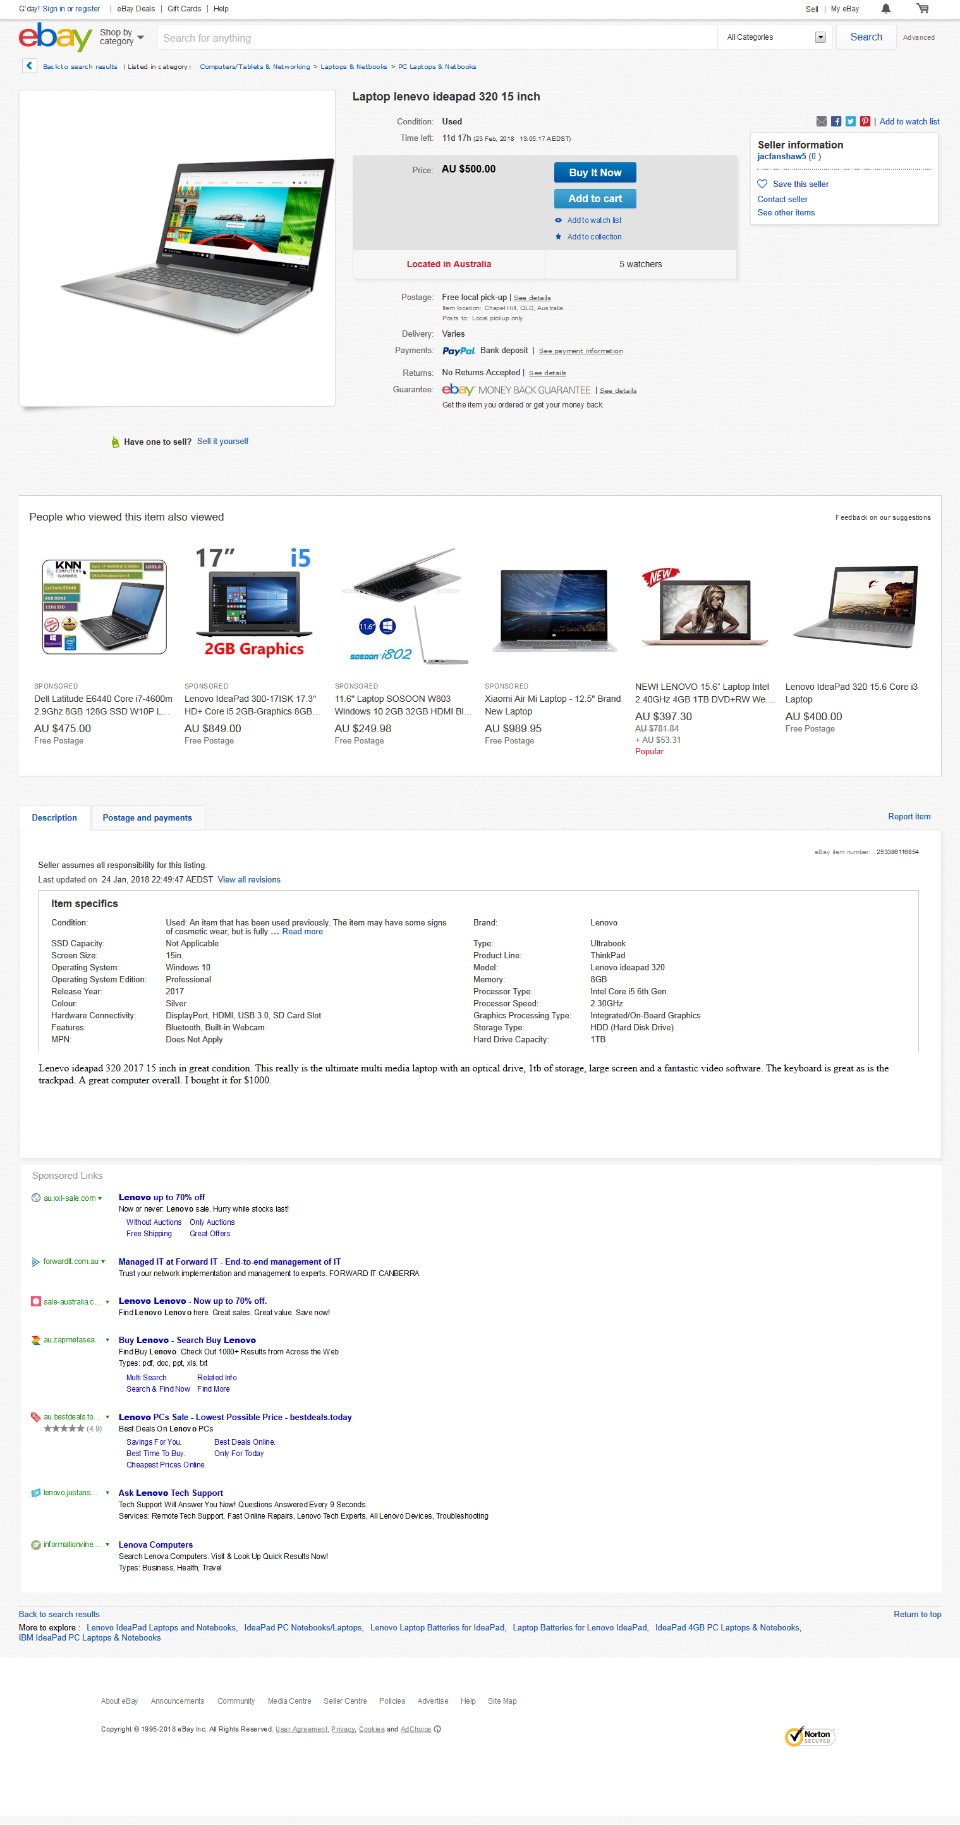 G'day! Sign in or register | eBay Deals | Gift Cards | Help Sell | My eBay
ebay Shop by category Search for anything All Categories Search Advanced
Back to search results | Listed in category: Computers/Tablets & Networking > Laptops & Netbooks > PC Laptops & Netbooks
Laptop lenevo ideapad 320 15 inch
Condition: Used
Time left: 11d 17h (23 Feb, 2018 13:05:17 AEDST)
| Add to watch list
Price: AU $500.00
Buy It Now
Add to cart
Add to watch list
Add to collection
Located in Australia 5 watchers
Seller information
jacfanshaw5 (0 )
Save this seller
Contact seller
See other items
Postage: Free local pick-up | See details
Item location: Chapel Hill, QLD, Australia
Posts to: Local pickup only
Delivery: Varies
Payments: PayPal Bank deposit | See payment information
Returns: No Returns Accepted | See details
Guarantee: ebay MONEY BACK GUARANTEE | See details
Get the item you ordered or get your money back.
Have one to sell? Sell it yourself
People who viewed this item also viewed Feedback on our suggestions
KNN
COMPUTERS
17" i5
2GB Graphics
11.6"
sosoon i802
NEW
SPONSORED
Dell Latitude E6440 Core i7-4600m
2.9Ghz 8GB 128G SSD W10P L...
AU $475.00
Free Postage
SPONSORED
Lenovo IdeaPad 300-17ISK 17.3"
HD+ Core i5 2GB-Graphics 8GB...
AU $849.00
Free Postage
SPONSORED
11.6" Laptop SOSOON W803
Windows 10 2GB 32GB HDMI Bl...
AU $249.98
Free Postage
SPONSORED
Xiaomi Air Mi Laptop - 12.5" Brand
New Laptop
AU $989.95
Free Postage
NEW! LENOVO 15.6" Laptop Intel
2.40GHz 4GB 1TB DVD+RW We...
AU $397.30
AU $781.84
+ AU $53.31
Popular
Lenovo IdeaPad 320 15.6 Core i3
Laptop
AU $400.00
Free Postage
Description Postage and payments Report item
eBay item number: 253386116854
Seller assumes all responsibility for this listing.
Last updated on 24 Jan, 2018 22:49:47 AEDST View all revisions
Item specifics
Condition: Used: An item that has been used previously. The item may have some signs
of cosmetic wear, but is fully ... Read more
Brand: Lenovo
SSD Capacity: Not Applicable Type: Ultrabook
Screen Size: 15in. Product Line: ThinkPad
Operating System: Windows 10 Model: Lenovo ideapad 320
Operating System Edition: Professional Memory: 8GB
Release Year: 2017 Processor Type: Intel Core i5 6th Gen.
Colour: Silver Processor Speed: 2.30GHz
Hardware Connectivity: DisplayPort, HDMI, USB 3.0, SD Card Slot Graphics Processing Type: Integrated/On-Board Graphics
Features: Bluetooth, Built-in Webcam Storage Type: HDD (Hard Disk Drive)
MPN: Does Not Apply Hard Drive Capacity: 1TB
Lenevo ideapad 320 2017 15 inch in great condition. This really is the ultimate multi media laptop with an optical drive, 1tb of storage, large screen and a fantastic video software. The keyboard is great as is the
trackpad. A great computer overall. I bought it for $1000.
Sponsored Links
au.xxl-sale.com Lenovo up to 70% off
Now or never: Lenovo sale. Hurry while stocks last!
Without Auctions Only Auctions
Free Shipping Great Offers
forwardit.com.au Managed IT at Forward IT - End-to-end management of IT
Trust your network implementation and management to experts. FORWARD IT CANBERRA
sale-australia.c... Lenovo Lenovo - Now up to 70% off.
Find Lenovo Lenovo here. Great sales. Great value. Save now!
au.zapmetasea... Buy Lenovo - Search Buy Lenovo
Find Buy Lenovo. Check Out 1000+ Results from Across the Web
Types: pdf, doc, ppt, xls, txt
Multi Search Related Info
Search & Find Now Find More
au.bestdeals.to... Lenovo PCs Sale - Lowest Possible Price - bestdeals.today
★★★★★ (4.9) Best Deals On Lenovo PCs
Savings For You. Best Deals Online.
Best Time To Buy. Only For Today
Cheapest Prices Online.
lenovo.justans... Ask Lenovo Tech Support
Tech Support Will Answer You Now! Questions Answered Every 9 Seconds.
Services: Remote Tech Support, Fast Online Repairs, Lenovo Tech Experts, All Lenovo Devices, Troubleshooting
informationvine.... Lenova Computers
Search Lenova Computers. Visit & Look Up Quick Results Now!
Types: Business, Health, Travel
Back to search results Return to top
More to explore : Lenovo IdeaPad Laptops and Notebooks, IdeaPad PC Notebooks/Laptops, Lenovo Laptop Batteries for IdeaPad, Laptop Batteries for Lenovo IdeaPad, IdeaPad 4GB PC Laptops & Notebooks,
IBM IdeaPad PC Laptops & Notebooks
About eBay Announcements Community Media Centre Seller Centre Policies Advertise Help Site Map
Copyright © 1995-2018 eBay Inc. All Rights Reserved. User Agreement, Privacy, Cookies and AdChoice
Norton
SECURED